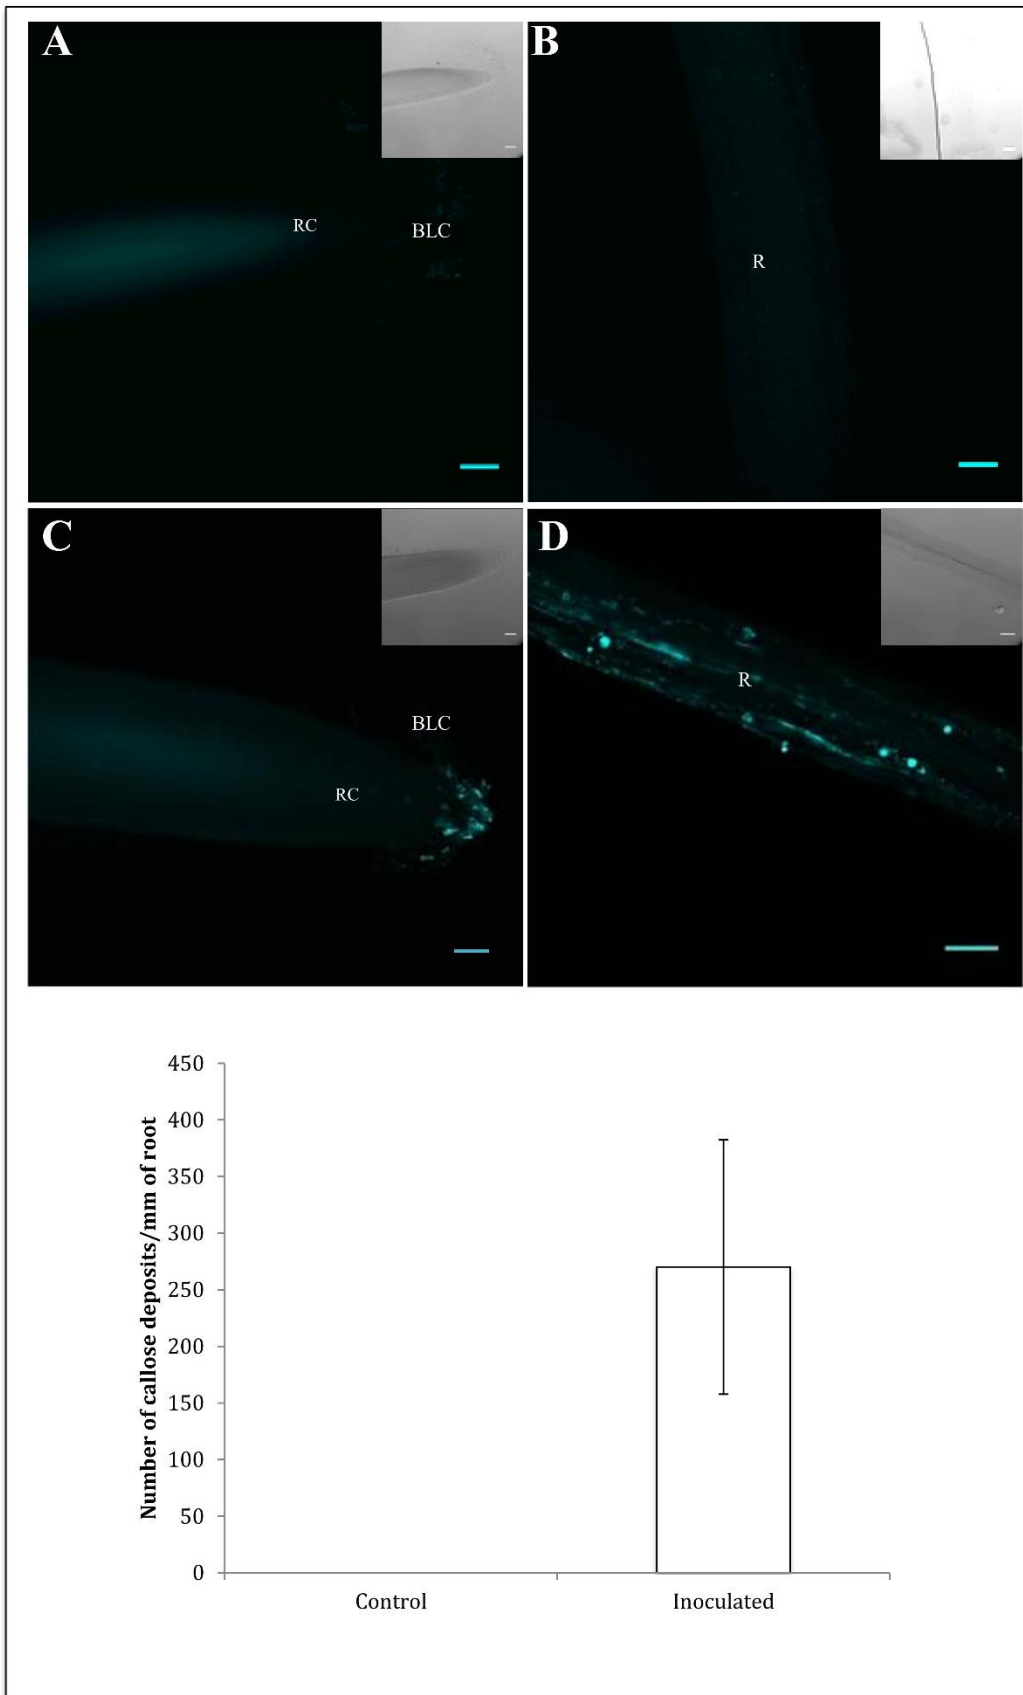 A
B
RC
BLC
R
C
D
BLC
RC
R
Number of callose deposits/mm of root
450
400
350
300
250
200
150
100
50
0
Control
Inoculated